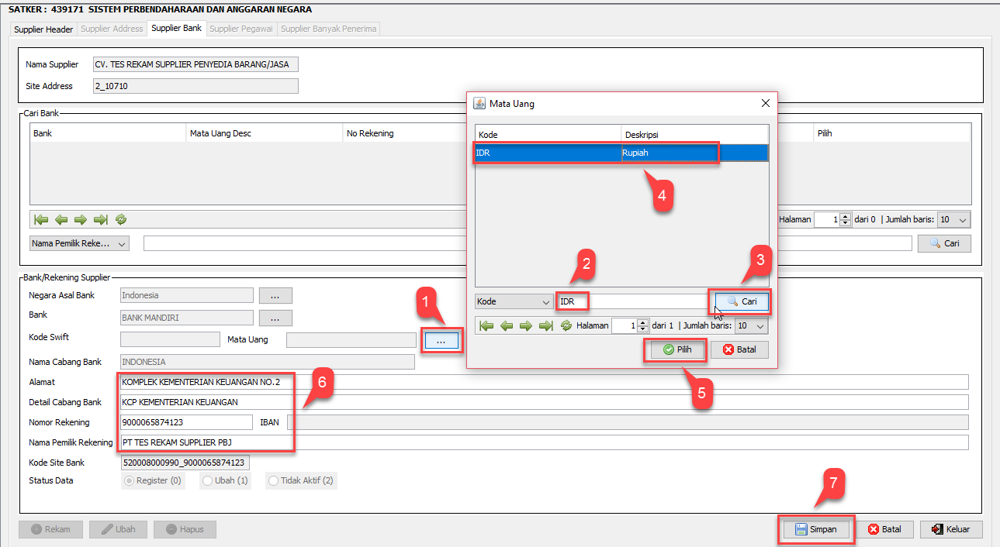 SATKER : 439171 SISTEM PERBENDAHARAAN DAN ANGGARAN NEGARA
Supplier Header Supplier Address Supplier Bank Supplier Pegawai Supplier Banyak Penerima
Nama Supplier CV. TES REKAM SUPPLIER PENYEDIA BARANG/JASA
Site Address 2_10710
Cari Bank
Bank Mata Uang Desc No Rekening Pilih
Halaman 1 dari 0 | Jumlah baris: 10
Nama Pemilik Reke... Cari
Mata Uang
Kode Deskripsi
IDR Rupiah
4
2
3
Kode IDR Cari
Halaman 1 dari 1 | Jumlah baris: 10
Pilih Batal
5
Bank/Rekening Supplier
Negara Asal Bank Indonesia ...
1
Bank BANK MANDIRI ...
Kode Swift Mata Uang ...
Nama Cabang Bank INDONESIA
6
Alamat KOMPLEK KEMENTERIAN KEUANGAN NO.2
Detail Cabang Bank KCP KEMENTERIAN KEUANGAN
Nomor Rekening 9000065874123 IBAN
Nama Pemilik Rekening PT TES REKAM SUPPLIER PBJ
Kode Site Bank 520008000990_9000065874123
Status Data Register (0) Ubah (1) Tidak Aktif (2)
7
Rekam Ubah Hapus Simpan Batal Keluar